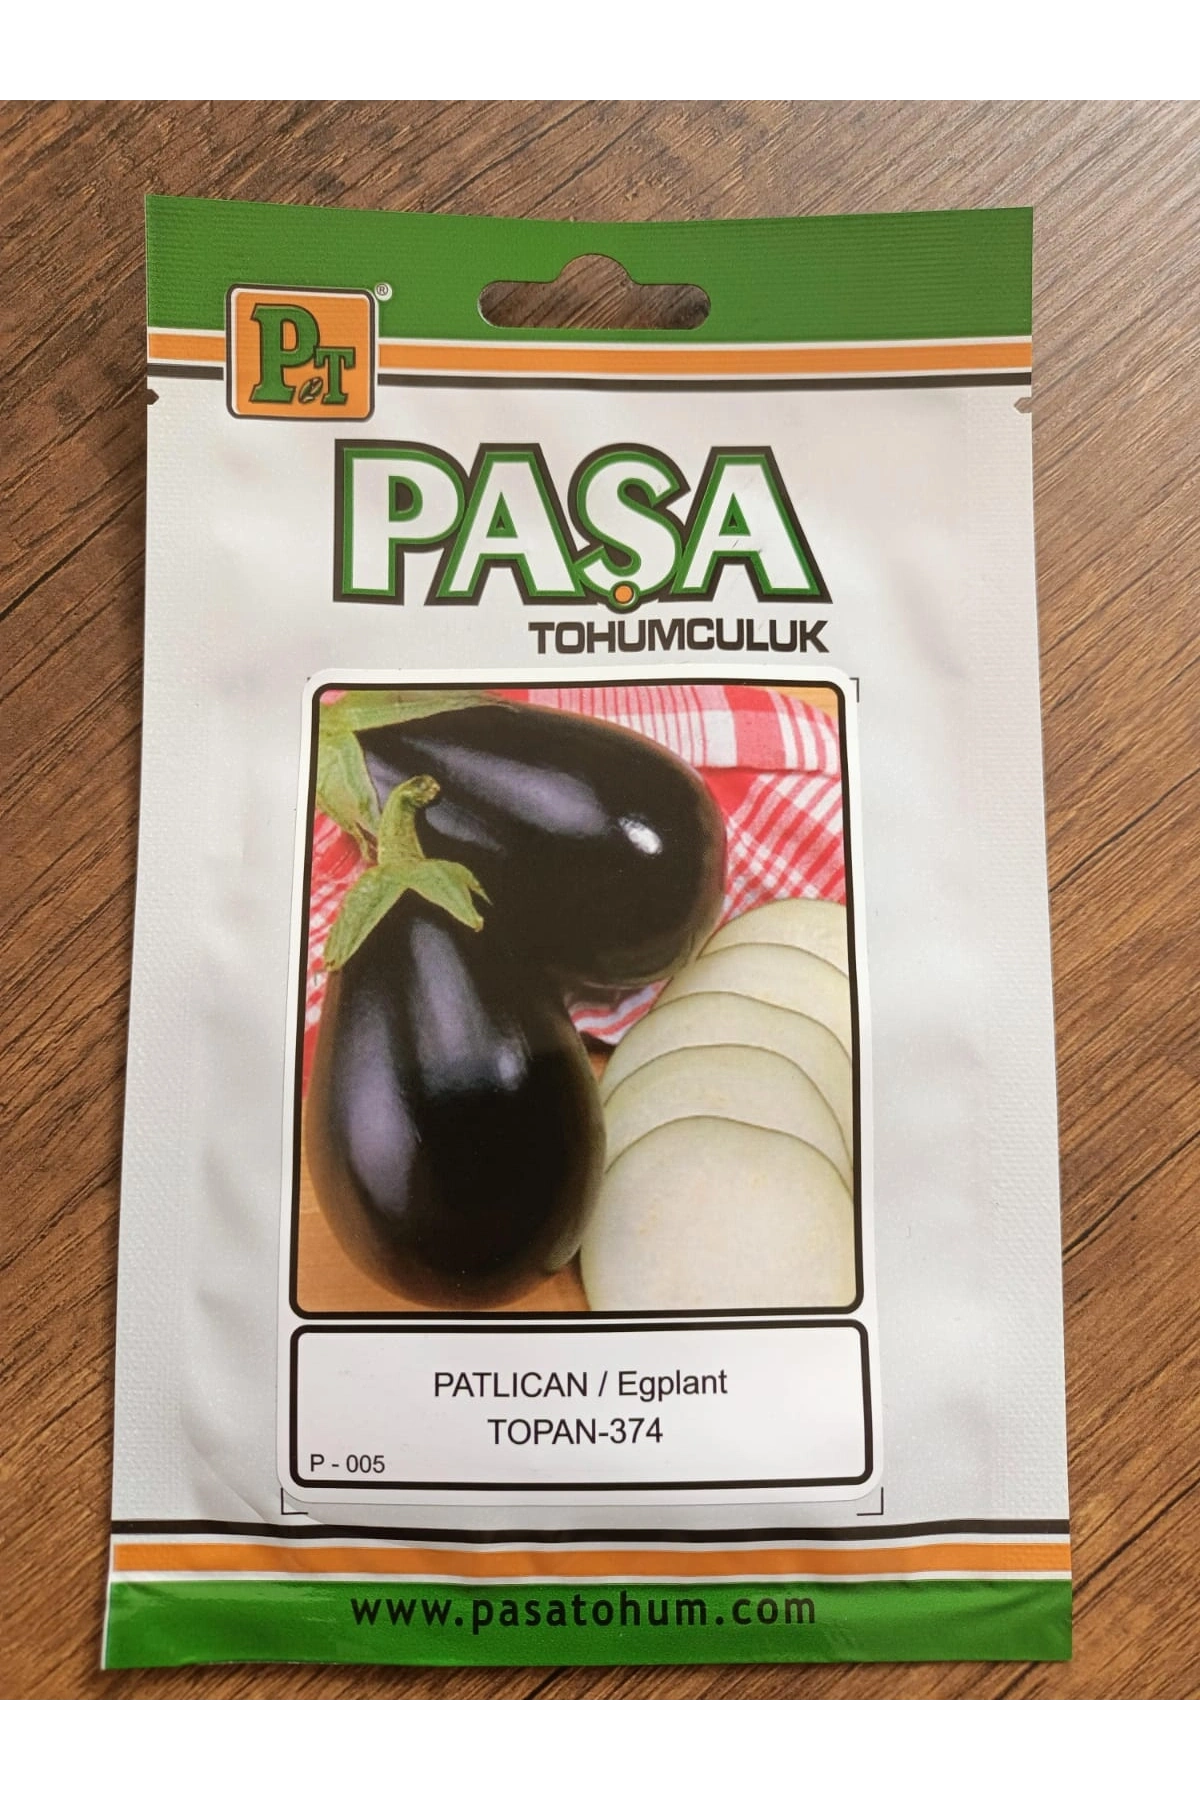 PT
®
PAŞA
TOHUMCULUK
PATLICAN / Egplant
TOPAN-374
P - 005
www.pasatohum.com